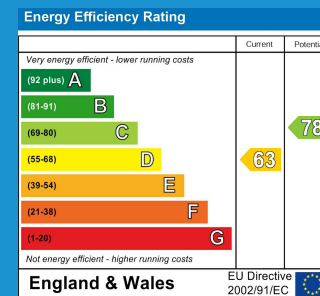 Energy Efficiency Rating
Current Potentia
Very energy efficient - lower running costs
(92 plus) A
(81-91) B
(69-80) C
78
(55-68) D
63
(39-54) E
(21-38) F
(1-20) G
Not energy efficient - higher running costs
England & Wales
EU Directive
2002/91/EC